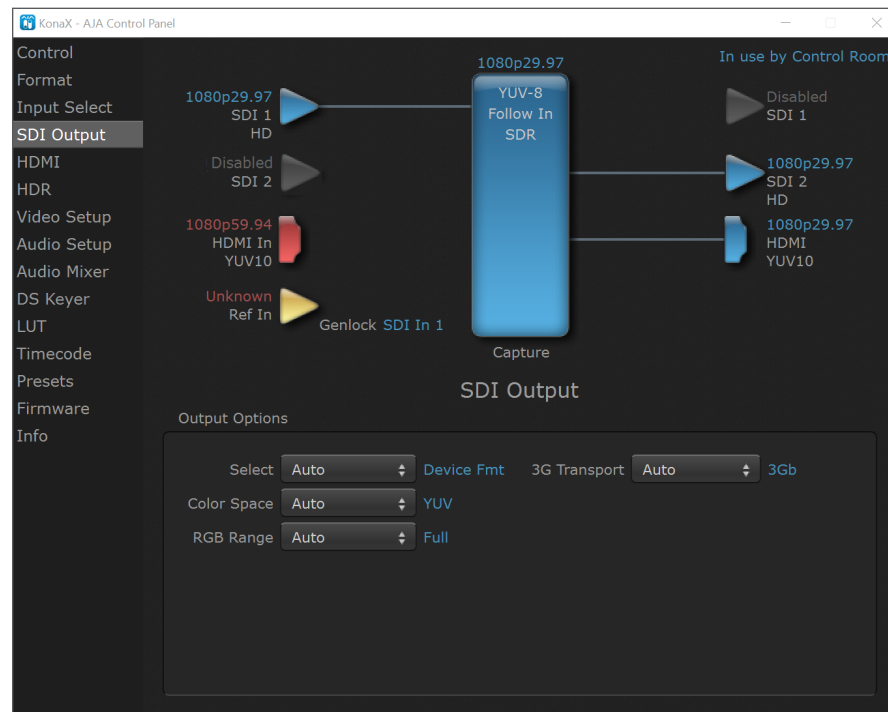 KonaX - AJA Control Panel
Control
Format
Input Select
SDI Output
HDMI
HDR
Video Setup
Audio Setup
Audio Mixer
DS Keyer
LUT
Timecode
Presets
Firmware
Info
In use by Control Room
1080p29.97
YUV-8
Follow In
SDR
Capture
1080p29.97
SDI 1
HD
Disabled
SDI 2
1080p59.94
HDMI In
YUV10
Unknown
Ref In
Genlock SDI In 1
Disabled
SDI 1
1080p29.97
SDI 2
HD
1080p29.97
HDMI
YUV10
SDI Output
Output Options
Select Auto Device Fmt 3G Transport Auto 3Gb
Color Space Auto YUV
RGB Range Auto Full